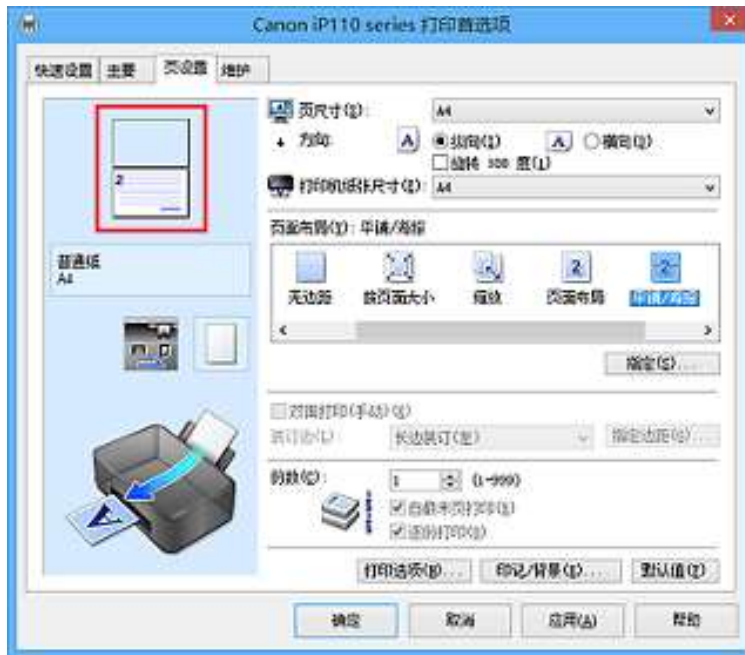 Canon iP110 series 打印首选项
快速设置 主要 页设置 维护
页尺寸(Z): A4
方向: A 纵向(I) A 横向(Q)
旋转 180 度(L)
打印机纸张尺寸(Z): A4
页面布局(Y): 平铺/海报
2
普通纸
A4
无边距 按页面大小 缩放 页面布局 平铺/海报
指定(S)...
双面打印(手动)(X)
装订边(L): 长边装订(左) 指定边距(G)...
份数(C): 1 (1-999)
自最末页打印(R)
逐份打印(O)
打印选项(B)... 印记/背景(P)... 默认值(T)
确定 取消 应用(A) 帮助